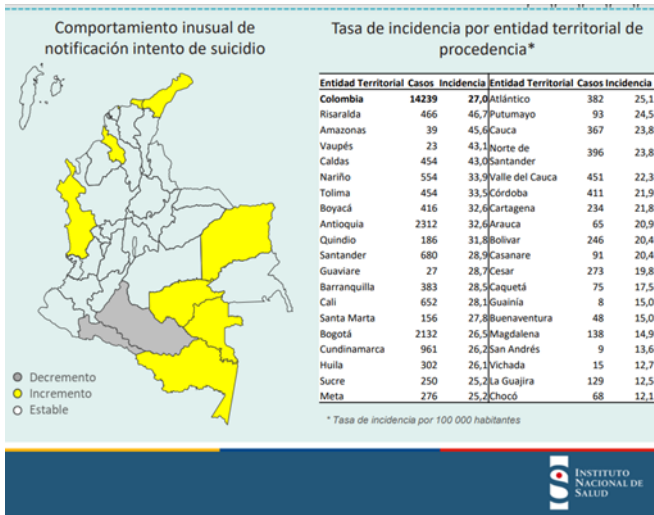 Comportamiento inusual de
notificación intento de suicidio
Decremento
Incremento
Estable
Tasa de incidencia por entidad territorial de
procedencia*
Entidad Territorial Casos Incidencia Entidad Territorial Casos Incidencia
Colombia 14239 27,0 Atlántico 382 25,1
Risaralda 466 46,7 Putumayo 93 24,5
Amazonas 39 45,6 Cauca 367 23,8
Vaupés 23 43,1 Norte de
Caldas 454 43,0 Santander 396 23,8
Nariño 554 33,9 Valle del Cauca 451 22,3
Tolima 454 33,5 Córdoba 411 21,9
Boyacá 416 32,6 Cartagena 234 21,8
Antioquia 2312 32,6 Arauca 65 20,9
Quindio 186 31,8 Bolivar 246 20,4
Santander 680 28,9 Casanare 91 20,4
Guaviare 27 28,7 Cesar 273 19,8
Barranquilla 383 28,5 Caquetá 75 17,5
Cali 652 28,1 Guainía 8 15,0
Santa Marta 156 27,8 Buenaventura 48 15,0
Bogotá 2132 26,5 Magdalena 138 14,9
Cundinamarca 961 26,2 San Andrés 9 13,6
Huila 302 26,1 Vichada 15 12,7
Sucre 250 25,2 La Guajira 129 12,5
Meta 276 25,2 Chocó 68 12,1
* Tasa de incidencia por 100 000 habitantes
INSTITUTO
NACIONAL DE
SALUD